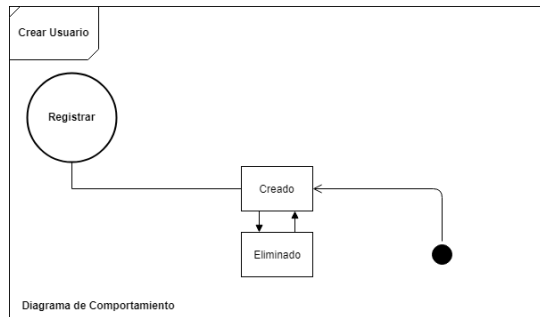 Crear Usuario
Registrar
Creado
Eliminado
Diagrama de Comportamiento